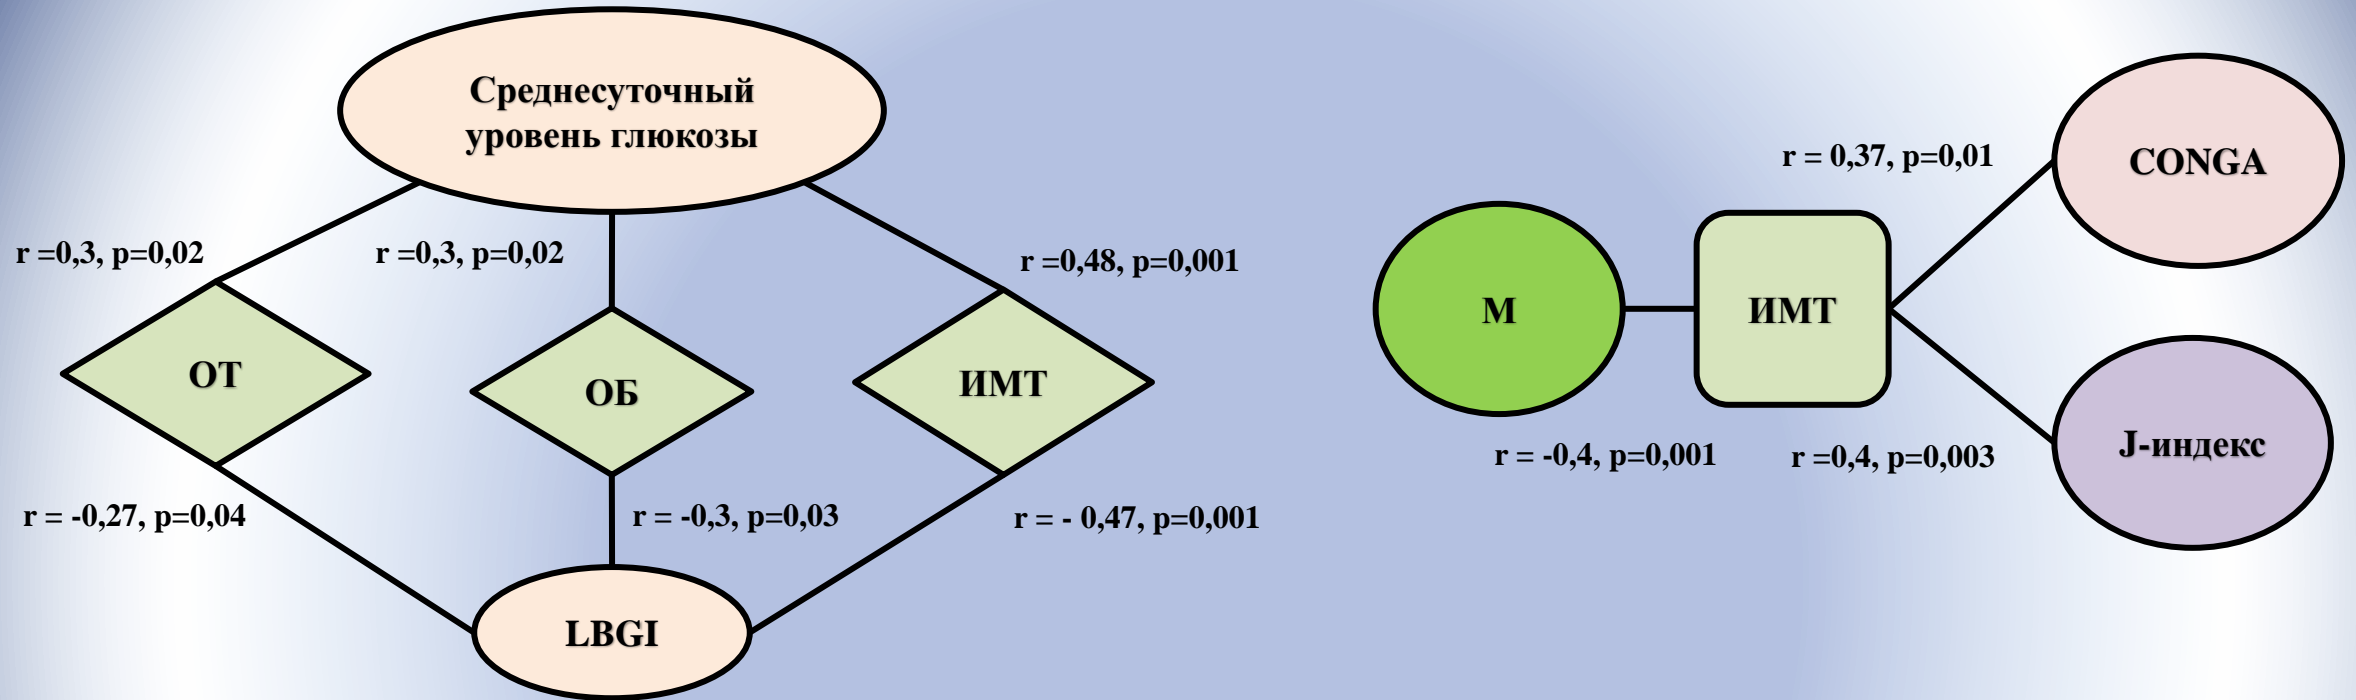 Среднесуточный
уровень глюкозы
r =0,3, p=0,02
r =0,3, p=0,02
r =0,48, p=0,001
ОТ
ОБ
ИМТ
r = -0,27, p=0,04
r = -0,3, p=0,03
r = - 0,47, p=0,001
LBGI
r = 0,37, p=0,01
CONGA
М
ИМТ
r = -0,4, p=0,001
r =0,4, p=0,003
J-индекс